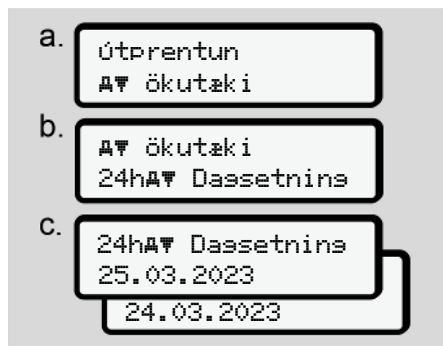 a.
útprentun
ökutæki
b.
ökutæki
24h Dagsetning
c.
24h Dagsetning
25.03.2023
24.03.2023